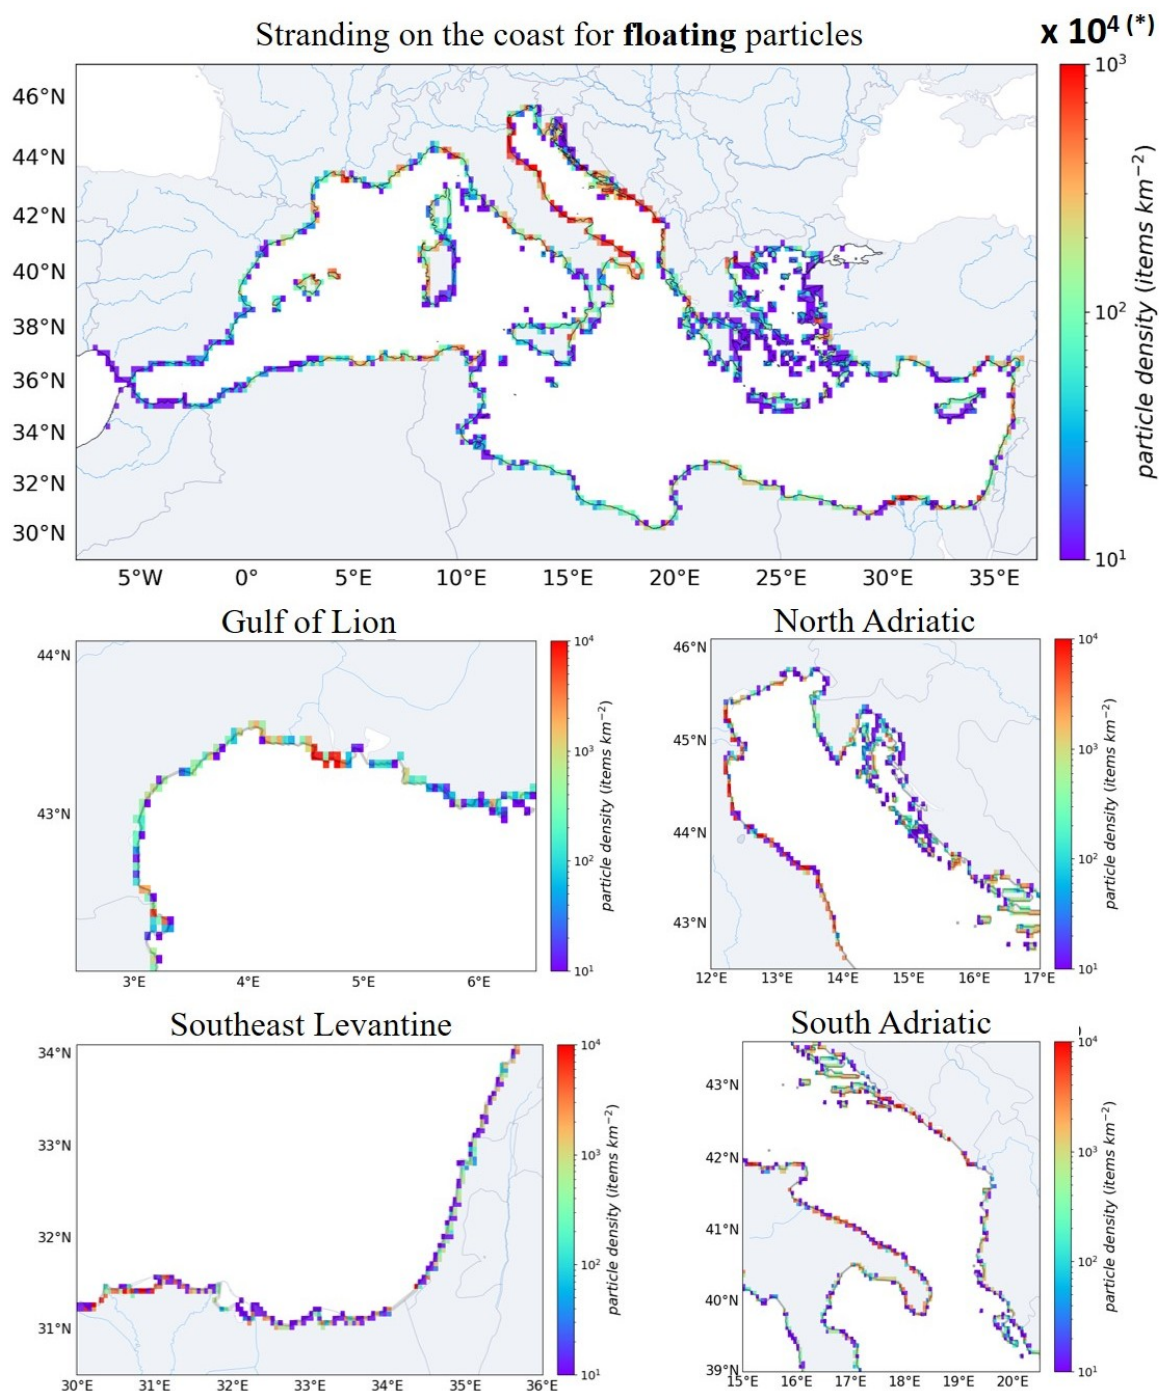 Stranding on the coast for floating particles
x 10⁴ (*)
46°N
44°N
42°N
40°N
38°N
36°N
34°N
32°N
30°N
5°W 0° 5°E 10°E 15°E 20°E 25°E 30°E 35°E
10³
10²
10¹
particle density (items km⁻²)
Gulf of Lion
44°N
43°N
3°E 4°E 5°E 6°E
10⁴
10³
10²
10¹
particle density (items km⁻²)
North Adriatic
46°N
45°N
44°N
43°N
12°E 13°E 14°E 15°E 16°E 17°E
10⁴
10³
10²
10¹
particle density (items km⁻²)
Southeast Levantine
34°N
33°N
32°N
31°N
30°E 31°E 32°E 33°E 34°E 35°E 36°E
10⁴
10³
10²
10¹
particle density (items km⁻²)
South Adriatic
43°N
42°N
41°N
40°N
39°N
15°E 16°E 17°E 18°E 19°E 20°E
10⁴
10³
10²
10¹
particle density (items km⁻²)